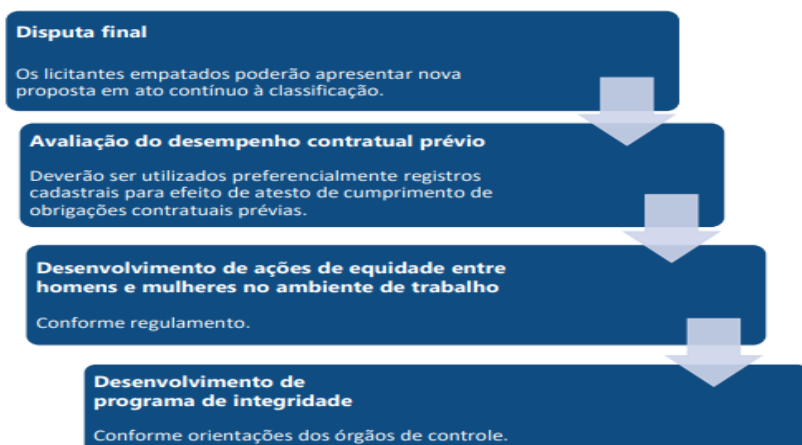 Disputa final
Os licitantes empatados poderão apresentar nova
proposta em ato contínuo à classificação.
Avaliação do desempenho contratual prévio
Deverão ser utilizados preferencialmente registros
cadastrais para efeito de atesto de cumprimento de
obrigações contratuais prévias.
Desenvolvimento de ações de equidade entre
homens e mulheres no ambiente de trabalho
Conforme regulamento.
Desenvolvimento de
programa de integridade
Conforme orientações dos órgãos de controle.